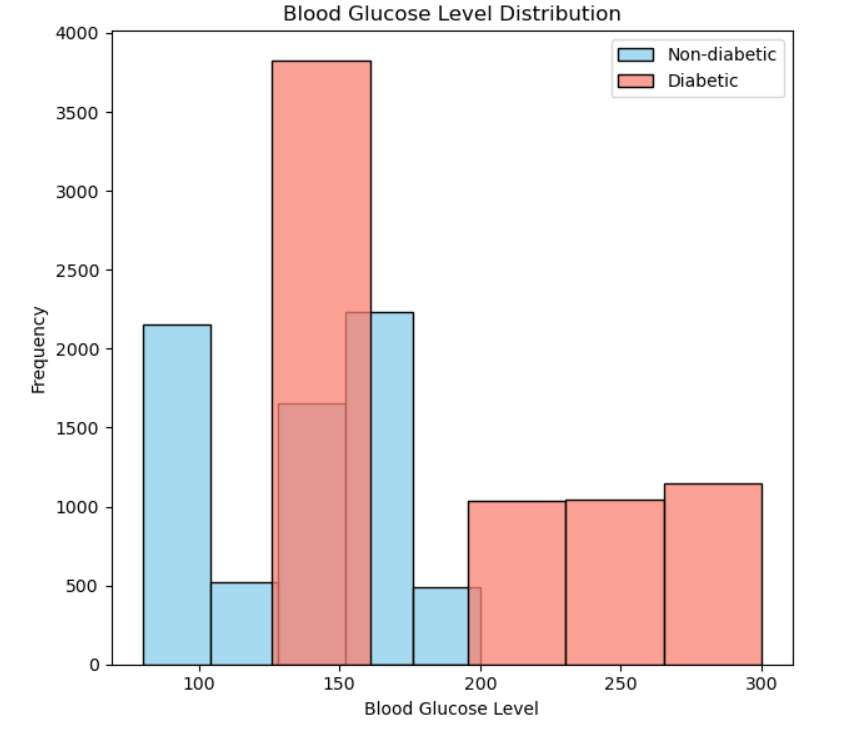 Blood Glucose Level Distribution
Non-diabetic
Diabetic
Frequency
4000
3500
3000
2500
2000
1500
1000
500
0
100 150 200 250 300
Blood Glucose Level